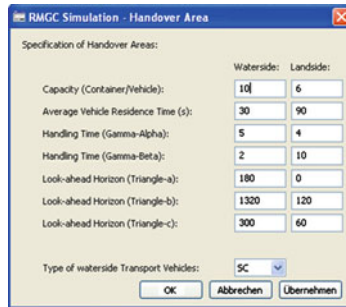 RMGC Simulation - Handover Area
Specification of Handover Areas:
Waterside: Landside:
Capacity (Container/Vehicle): 10 6
Average Vehicle Residence Time (s): 30 90
Handling Time (Gamma-Alpha): 5 4
Handling Time (Gamma-Beta): 2 10
Look-ahead Horizon (Triangle-a): 180 0
Look-ahead Horizon (Triangle-b): 1320 120
Look-ahead Horizon (Triangle-c): 300 60
Type of waterside Transport Vehicles: SC
OK Abbrechen Übernehmen